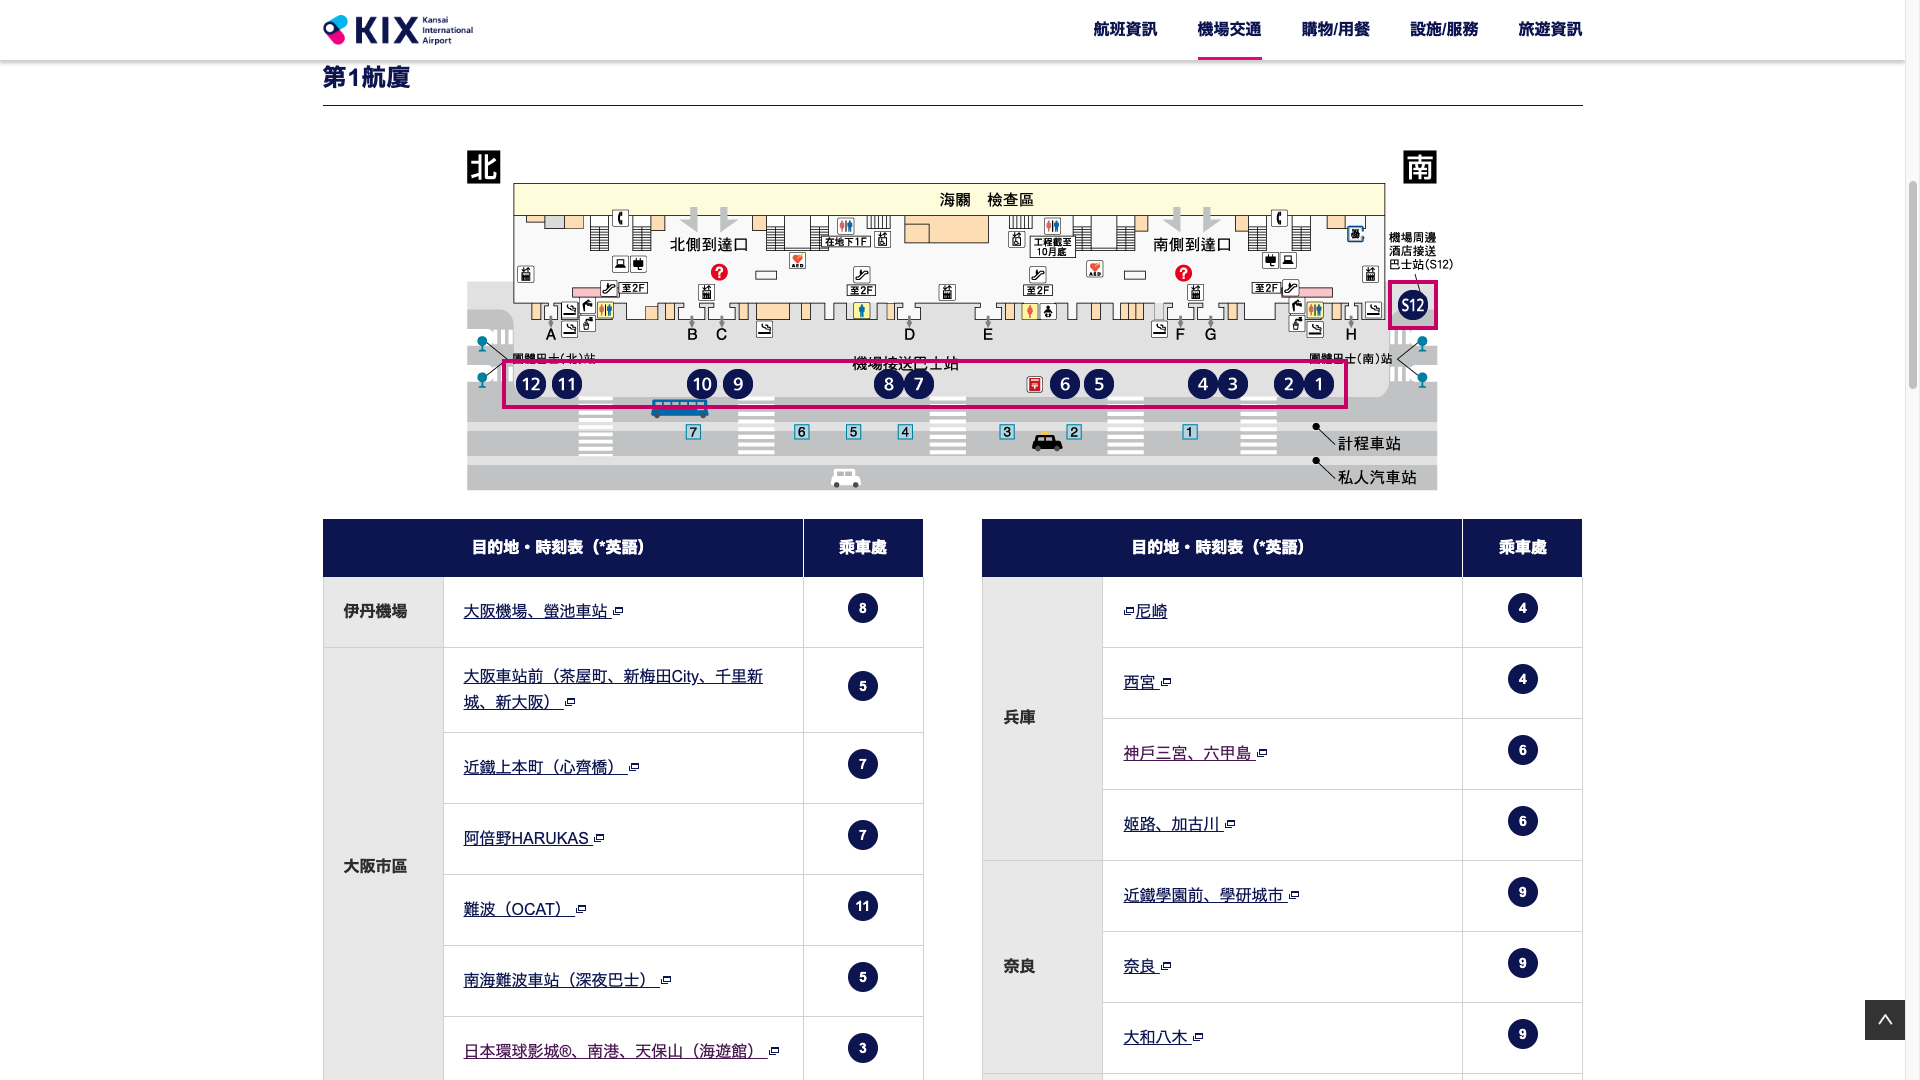 KIX Kansai International Airport
航班資訊 機場交通 購物/用餐 設施/服務 旅遊資訊
第1航廈
北 南
海關 檢查區
北側到達口 在地下1F 工程截至10月底 南側到達口
機場周邊
酒店接送
巴士站(S12)
? AED AED ?
至2F 至2F 至2F 至2F
S12
A B C D E F G H
團體巴士(北)站 機場接送巴士站 團體巴士(南)站
12 11 10 9 8 7 6 5 4 3 2 1
7 6 5 4 3 2 1
計程車站
私人汽車站
目的地・時刻表（*英語） 乘車處
伊丹機場
大阪機場、螢池車站 8
大阪市區
大阪車站前（茶屋町、新梅田City、千里新
城、新大阪） 5
近鐵上本町（心齊橋） 7
阿倍野HARUKAS 7
難波（OCAT） 11
南海難波車站（深夜巴士） 5
日本環球影城®、南港、天保山（海遊館） 3
目的地・時刻表（*英語） 乘車處
兵庫
尼崎 4
西宮 4
神戶三宮、六甲島 6
姬路、加古川 6
奈良
近鐵學園前、學研城市 9
奈良 9
大和八木 9